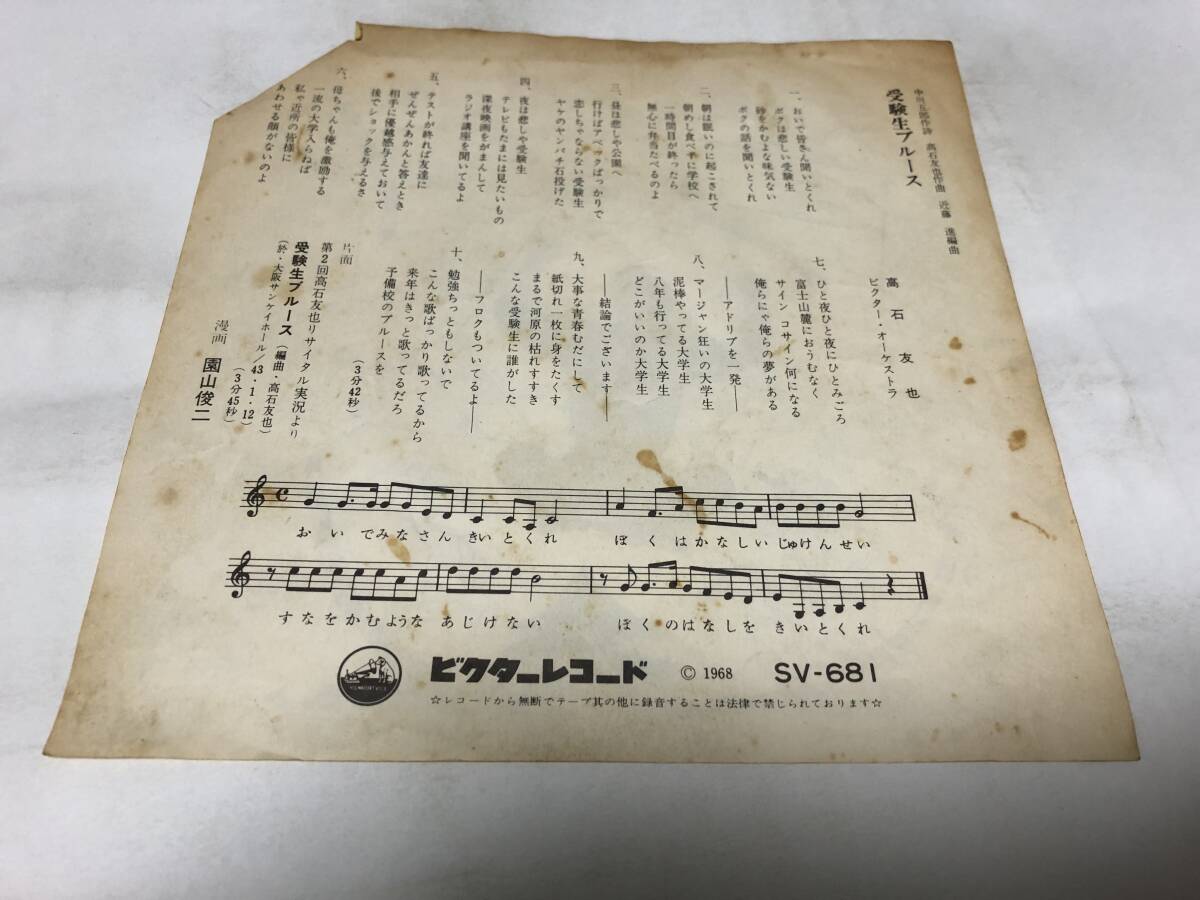 受験生ブルース
中川五郎作詩 高石友也作曲 近藤 進編曲
高石友也
ビクター・オーケストラ
一、おいで皆さん聞いとくれ
ボクは悲しい受験生
砂をかむよな味気ない
ボクの話を聞いとくれ
二、朝は眠いのに起こされて
朝めし食べずに学校へ
一時間目が終ったら
無心に弁当たべるのよ
三、昼は悲しや公園へ
行けばアベックばっかりで
恋しちゃならない受験生
ヤケのヤンパチ石投げた
四、夜は悲しや受験生
テレビもたまには見たいもの
深夜映画をがまんして
ラジオ講座を聞いてるよ
五、テストが終れば友達に
ぜんぜんあかんと答えとき
相手に優越感与えておいて
後でショックを与えるさ
六、母ちゃんも俺を激励する
一流の大学入らねば
私ゃ近所の皆様に
あわせる顔がないのよ
七、ひと夜ひと夜にひとみごろ
富士山麓におうむなく
サイン コサイン何になる
俺らにゃ俺らの夢がある
——アドリブを一発——
八、マージャン狂いの大学生
泥棒やってる大学生
八年も行ってる大学生
どこがいいのか大学生
——結論でございます——
九、大事な青春むだにして
紙切れ一枚に身をたくす
まるで河原の枯れすすき
こんな受験生に誰がした
——フロクもついてるよ——
十、勉強ちっともしないで
こんな歌ばっかり歌ってるから
来年はきっと歌ってるだろ
予備校のブルースを
(3分42秒)
片面
第2回高石友也リサイタル実況より
受験生ブルース(編曲・高石友也)
(於・大阪サンケイホール/43・1・12)
(3分45秒)
漫画 園山俊二
おいでみなさん きいとくれ ぼくはかなしい じゅけんせい
すなをかむような あじけない ぼくのはなしを きいとくれ
ビクターレコード © 1968 SV-681
☆レコードから無断でテープ其の他に録音することは法律で禁じられております☆